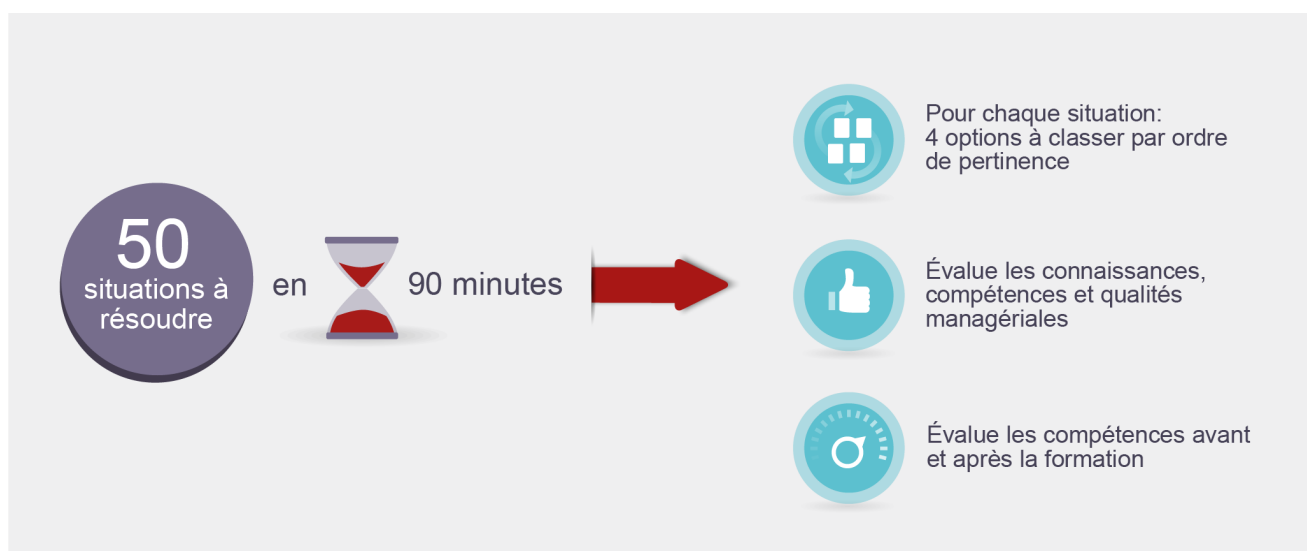 50
situations à
résoudre
en
90 minutes
Pour chaque situation:
4 options à classer par ordre
de pertinence
Évalue les connaissances,
compétences et qualités
managériales
Évalue les compétences avant
et après la formation